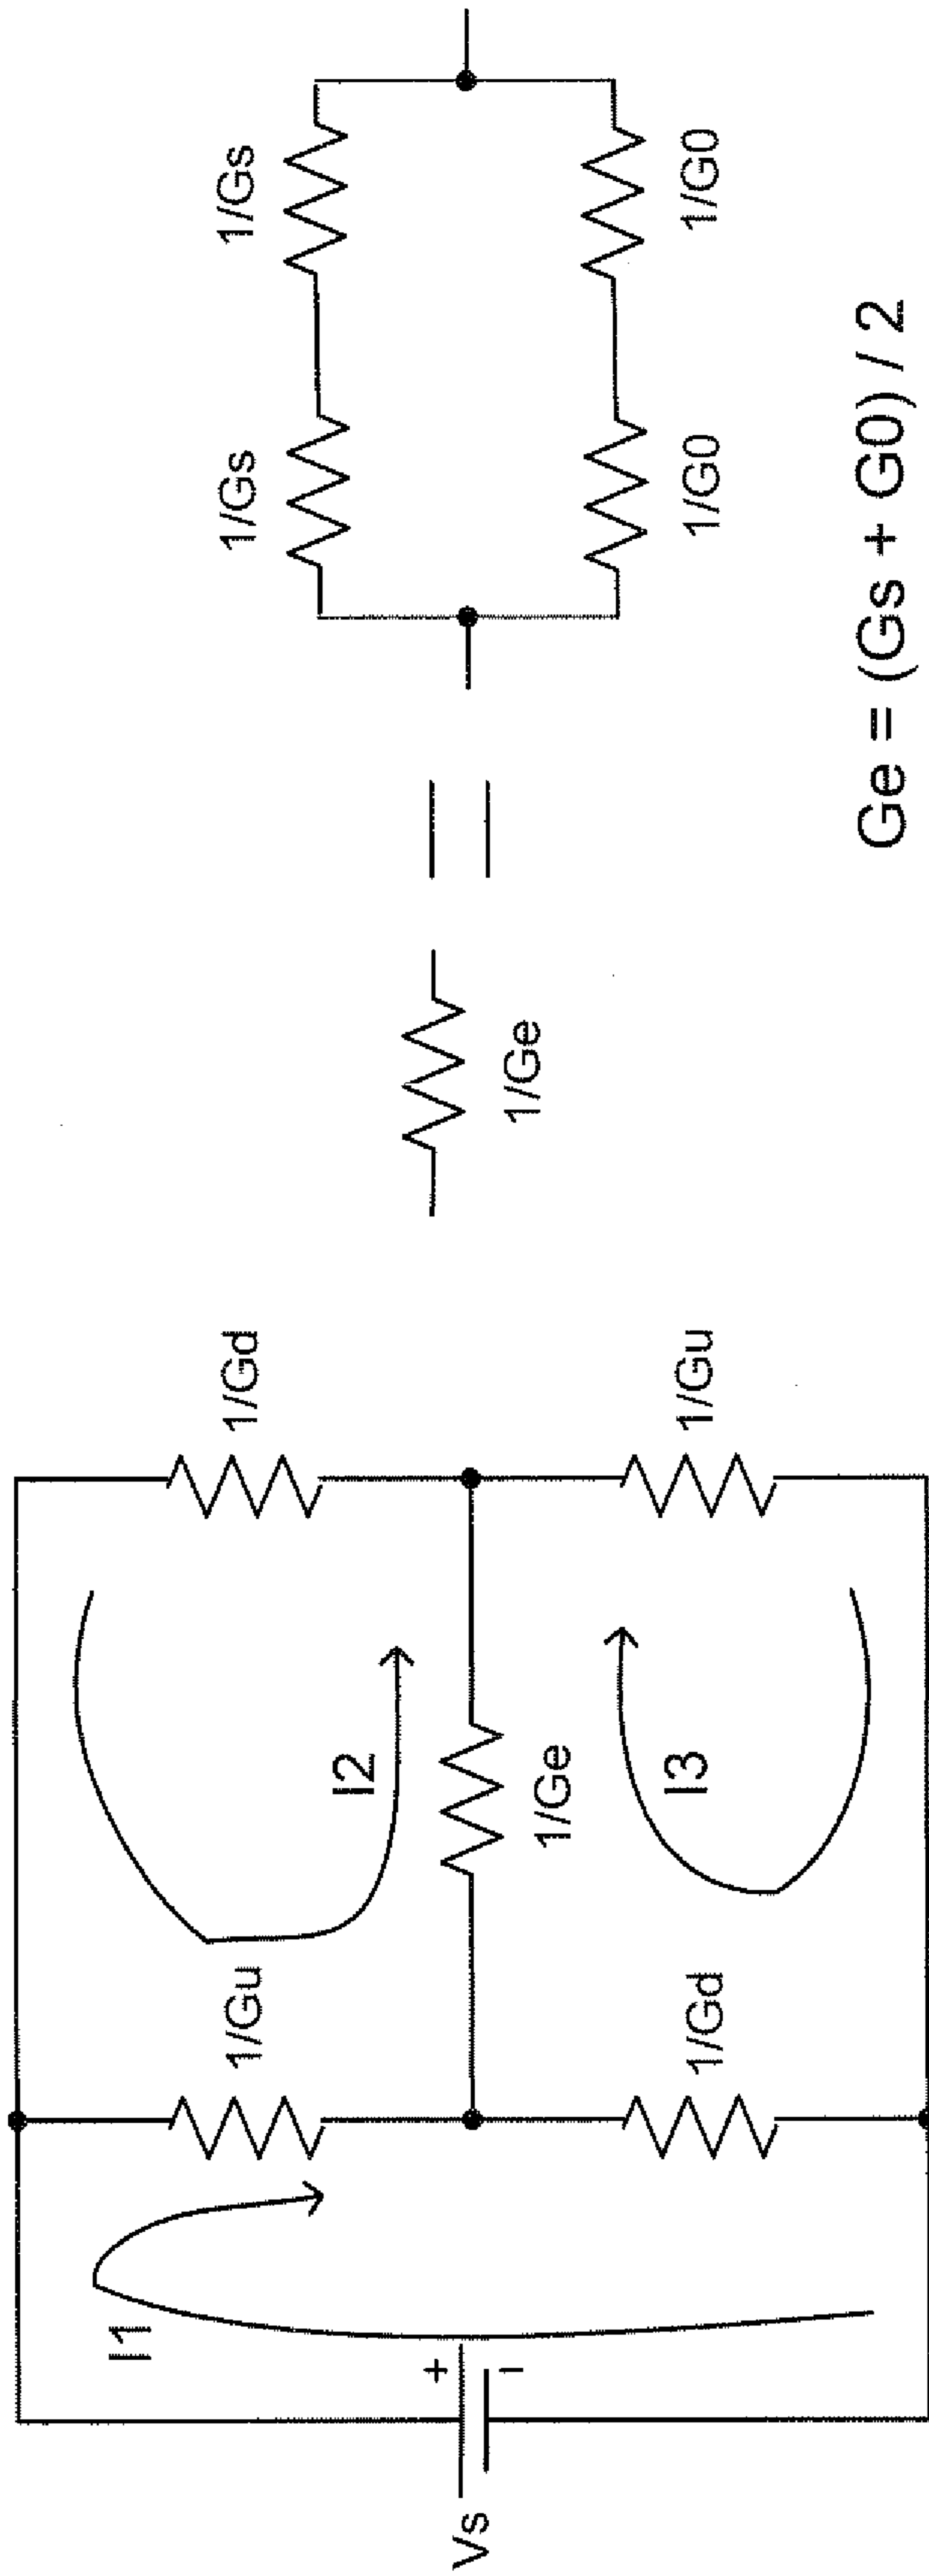 Vs
+
–
I1
1/Gu
1/Gd
I2
1/Ge
I3
1/Gd
1/Gu
1/Ge
=
1/Gs
1/Gs
1/G0
1/G0
Ge = (Gs + G0) / 2